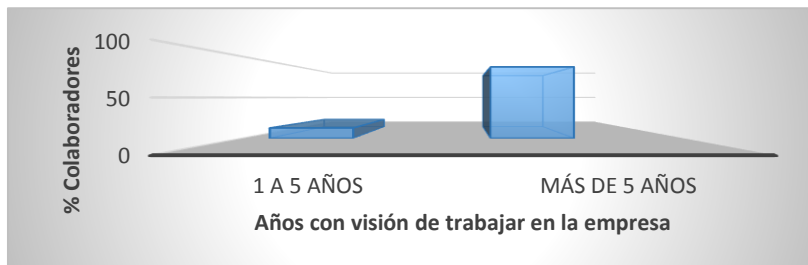 % Colaboradores
100
50
0
1 A 5 AÑOS
MÁS DE 5 AÑOS
Años con visión de trabajar en la empresa